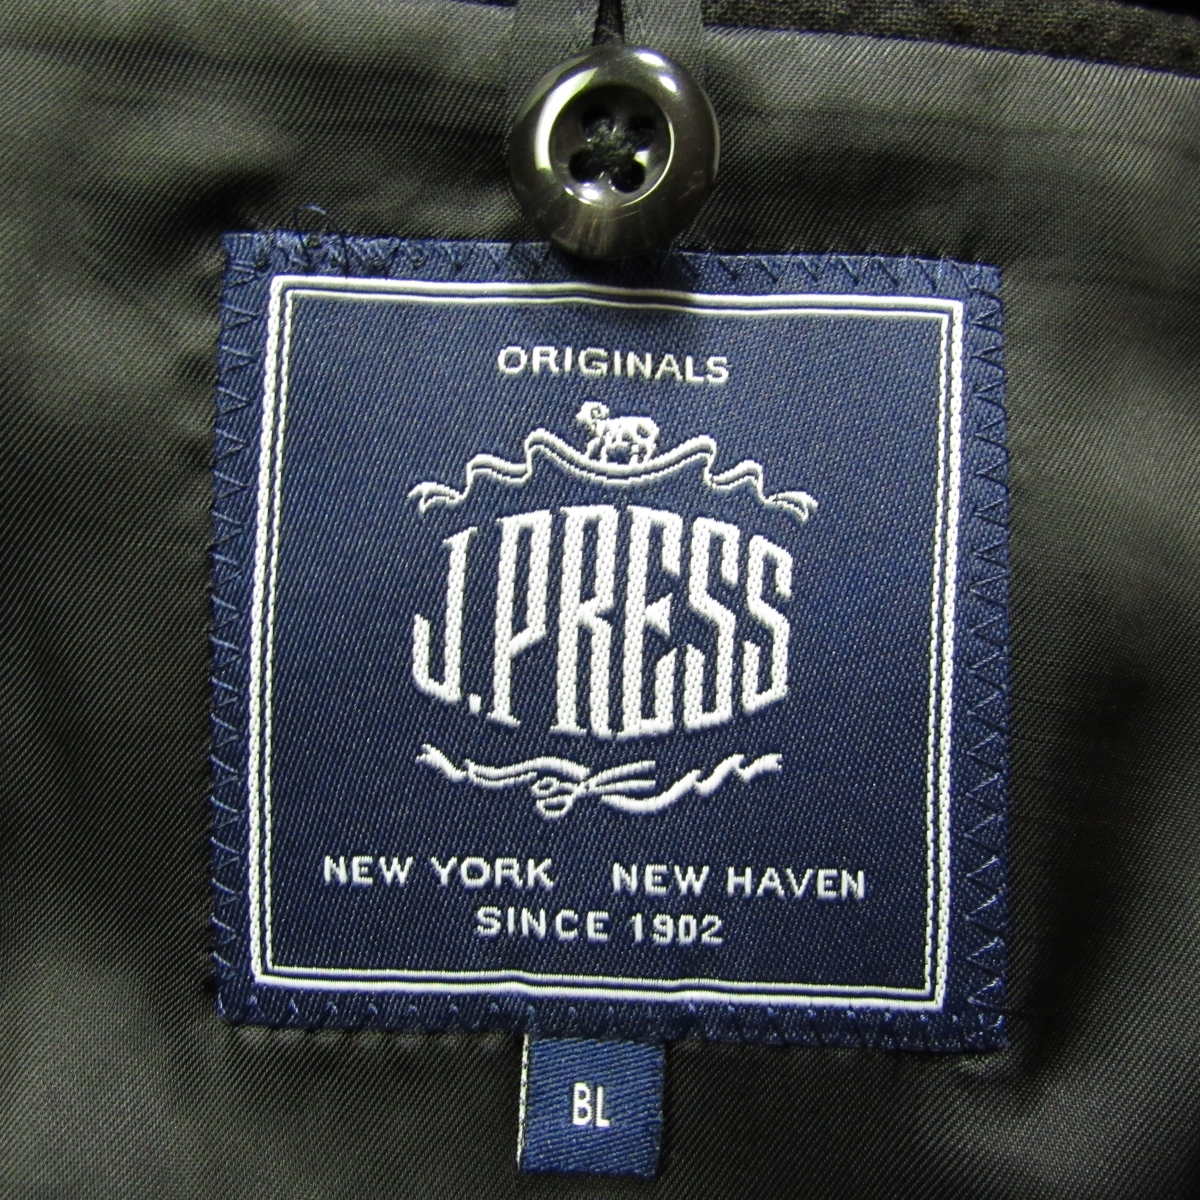 ORIGINALS
J.PRESS
NEW YORK NEW HAVEN
SINCE 1902
BL